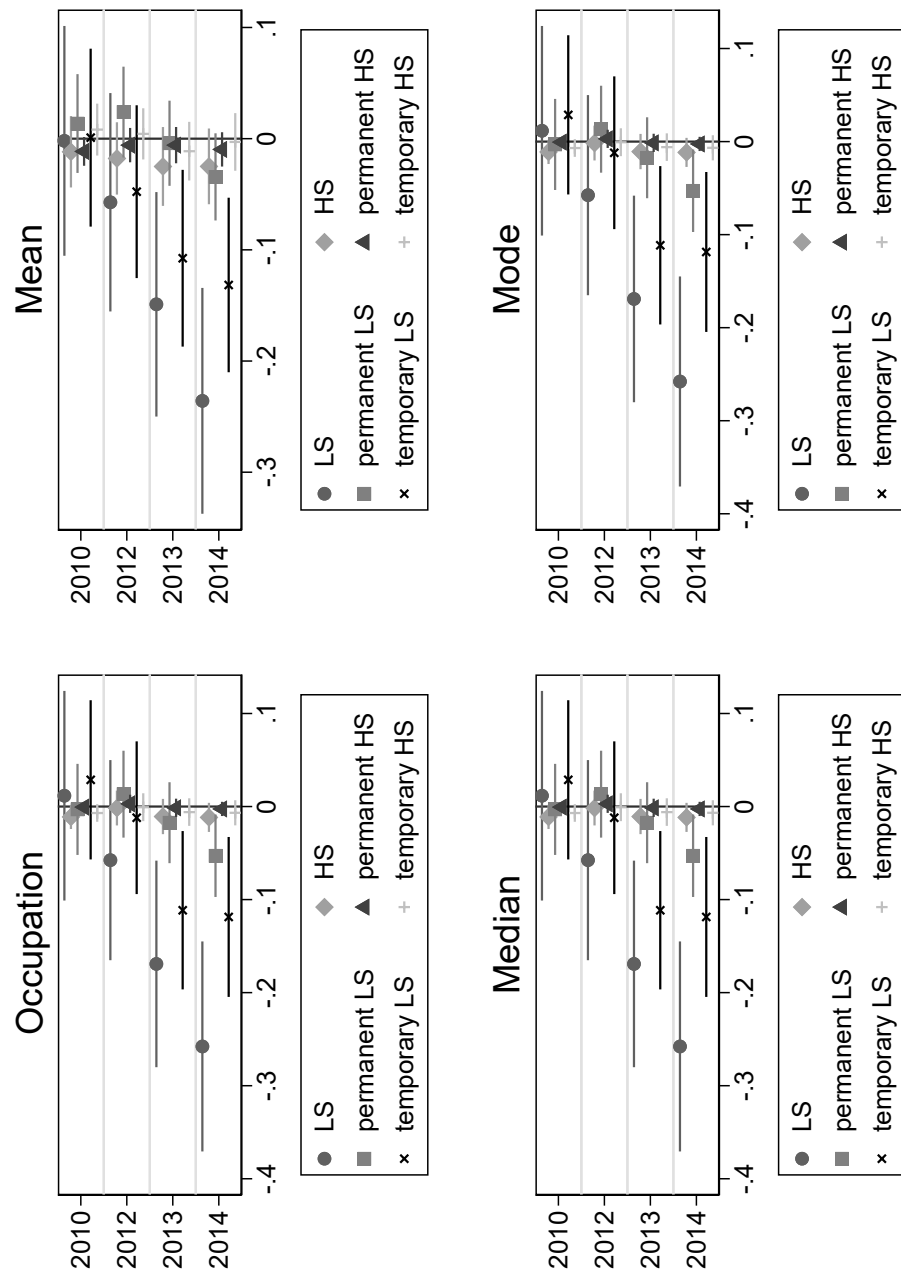 Occupation
2010
2012
2013
2014
-.4 -.3 -.2 -.1 0 .1
LS HS
permanent LS permanent HS
temporary LS temporary HS
Mean
2010
2012
2013
2014
-.3 -.2 -.1 0 .1
LS HS
permanent LS permanent HS
temporary LS temporary HS
Median
2010
2012
2013
2014
-.4 -.3 -.2 -.1 0 .1
LS HS
permanent LS permanent HS
temporary LS temporary HS
Mode
2010
2012
2013
2014
-.4 -.3 -.2 -.1 0 .1
LS HS
permanent LS permanent HS
temporary LS temporary HS